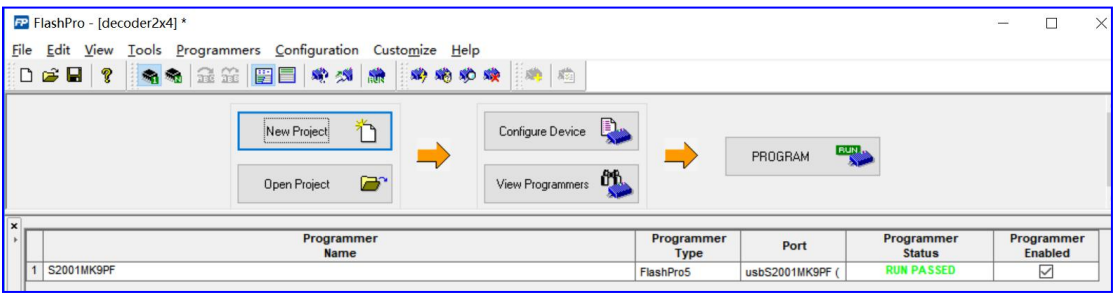 FP FlashPro - [decoder2x4] *
File Edit View Tools Programmers Configuration Customize Help
New Project Configure Device
PROGRAM RUN
Open Project View Programmers
Programmer Name Programmer Type Port Programmer Status Programmer Enabled
1 S2001MK9PF FlashPro5 usbS2001MK9PF ( RUN PASSED